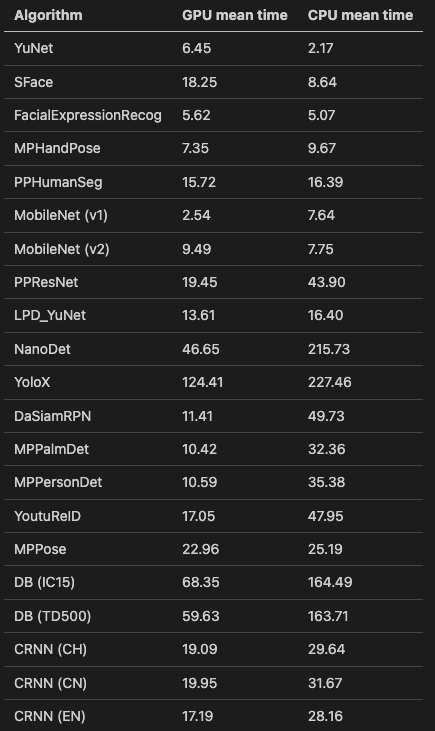 Algorithm GPU mean time CPU mean time
YuNet 6.45 2.17
SFace 18.25 8.64
FacialExpressionRecog 5.62 5.07
MPHandPose 7.35 9.67
PPHumanSeg 15.72 16.39
MobileNet (v1) 2.54 7.64
MobileNet (v2) 9.49 7.75
PPResNet 19.45 43.90
LPD_YuNet 13.61 16.40
NanoDet 46.65 215.73
YoloX 124.41 227.46
DaSiamRPN 11.41 49.73
MPPalmDet 10.42 32.36
MPPersonDet 10.59 35.38
YoutuReID 17.05 47.95
MPPose 22.96 25.19
DB (IC15) 68.35 164.49
DB (TD500) 59.63 163.71
CRNN (CH) 19.09 29.64
CRNN (CN) 19.95 31.67
CRNN (EN) 17.19 28.16